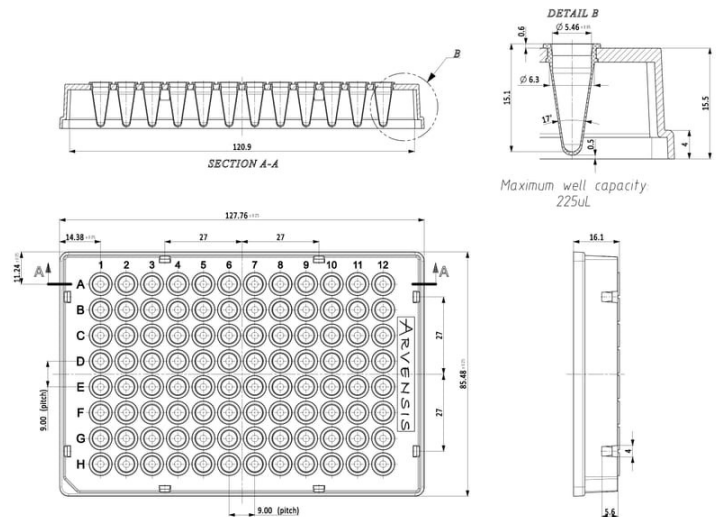 DETAIL B
0.6
Ø 5.46
B
Ø 6.3
15.1
15.5
17°
0.5
4
120.9
SECTION A-A
Maximum well capacity:
225uL
127.76
14.38
27
27
16.1
11.24
A
A
1 2 3 4 5 6 7 8 9 10 11 12
A
B
C
D
E
F
G
H
ARVENSIS
27
27
85.48
9.00 (pitch)
9.00 (pitch)
4
5.6